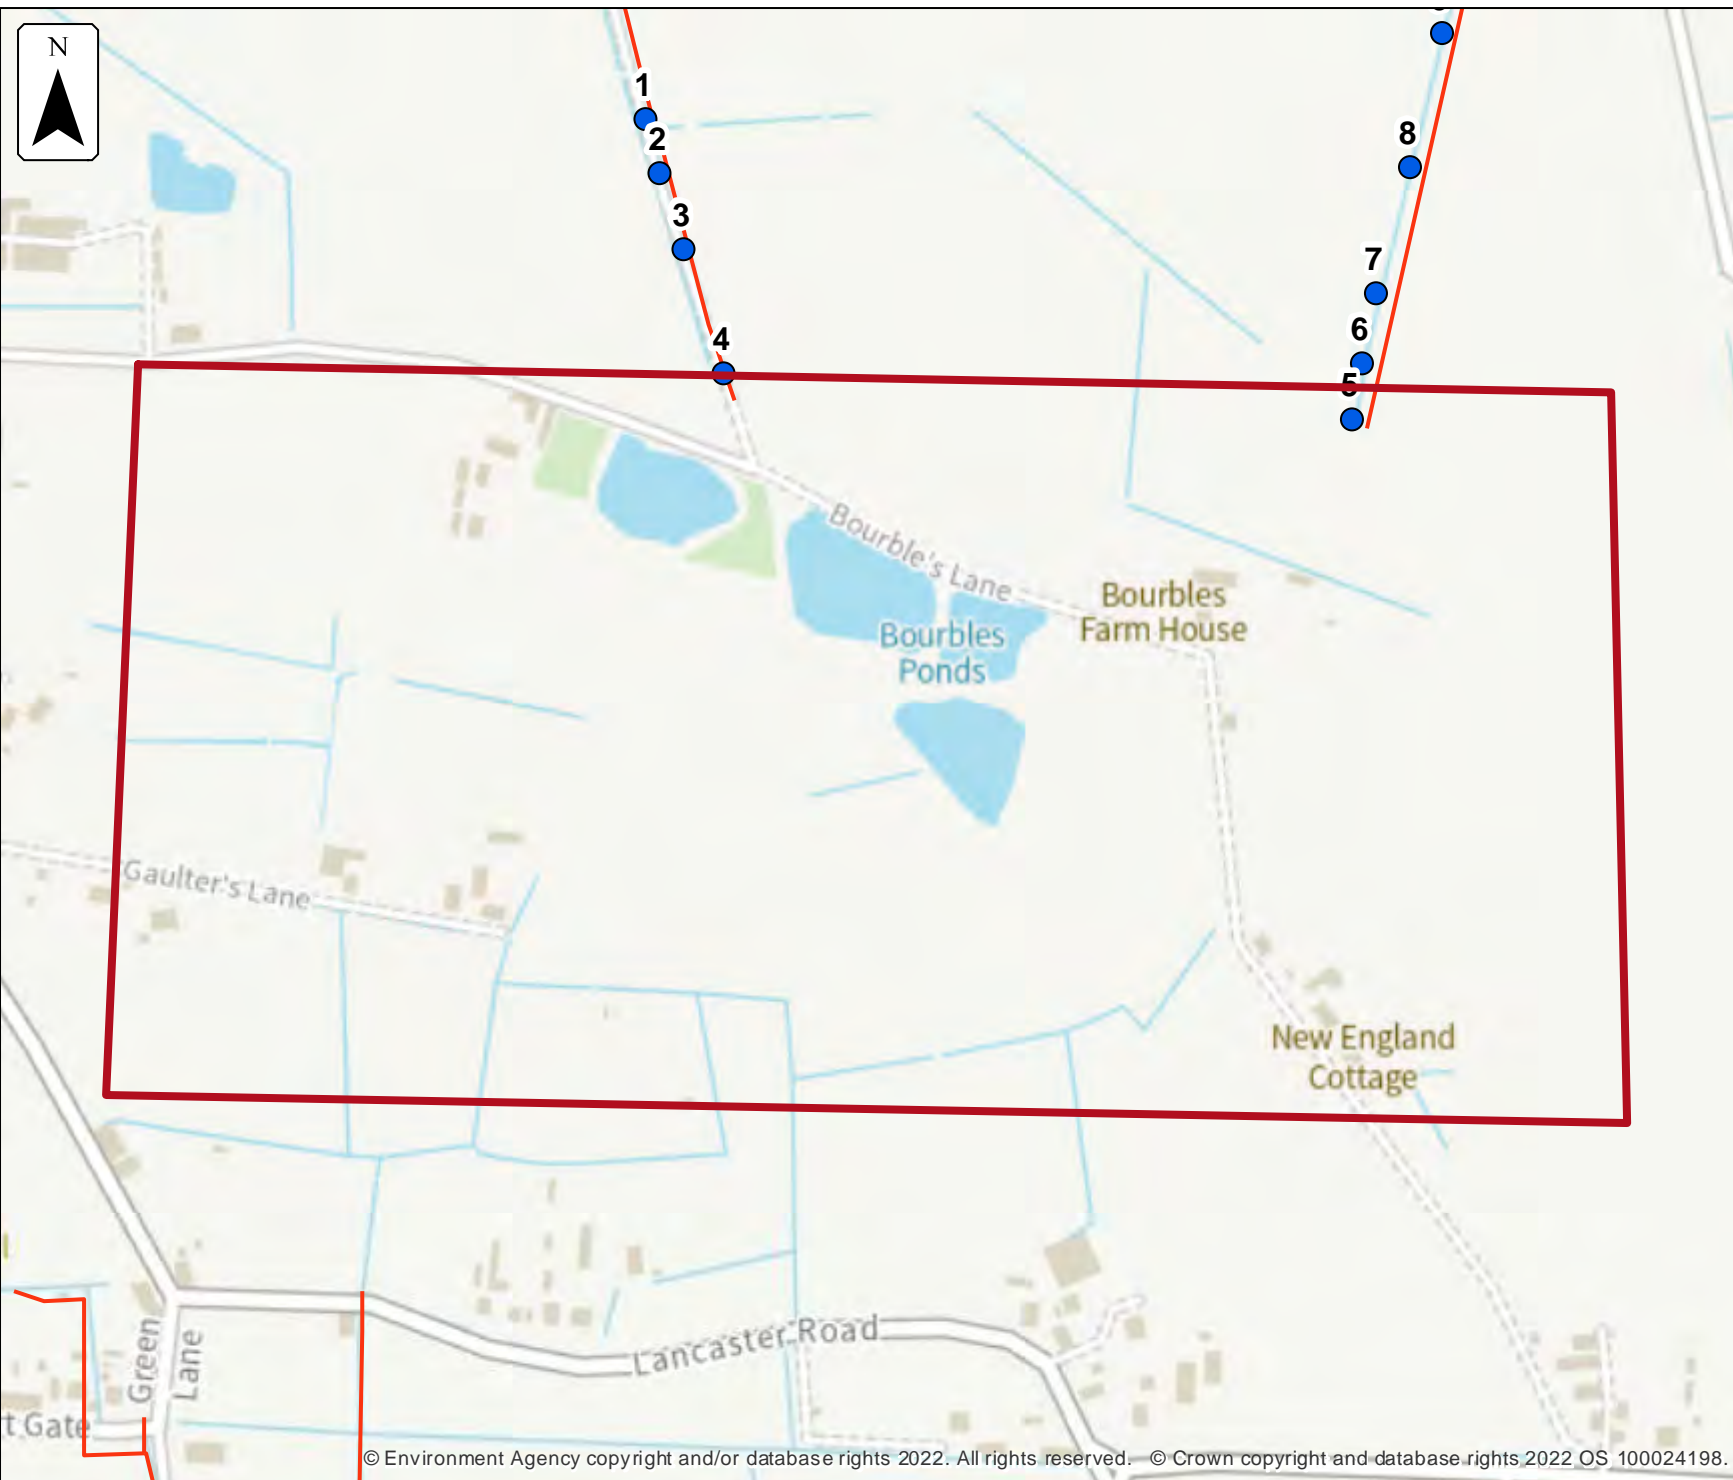 N
1
2
3
4
8
7
6
5
Bourble's Lane
Bourbles
Farm House
Bourbles
Ponds
Gaulter's Lane
New England
Cottage
Lancaster Road
Green
Lane
t Gate
© Environment Agency copyright and/or database rights 2022. All rights reserved. © Crown copyright and database rights 2022 OS 100024198.